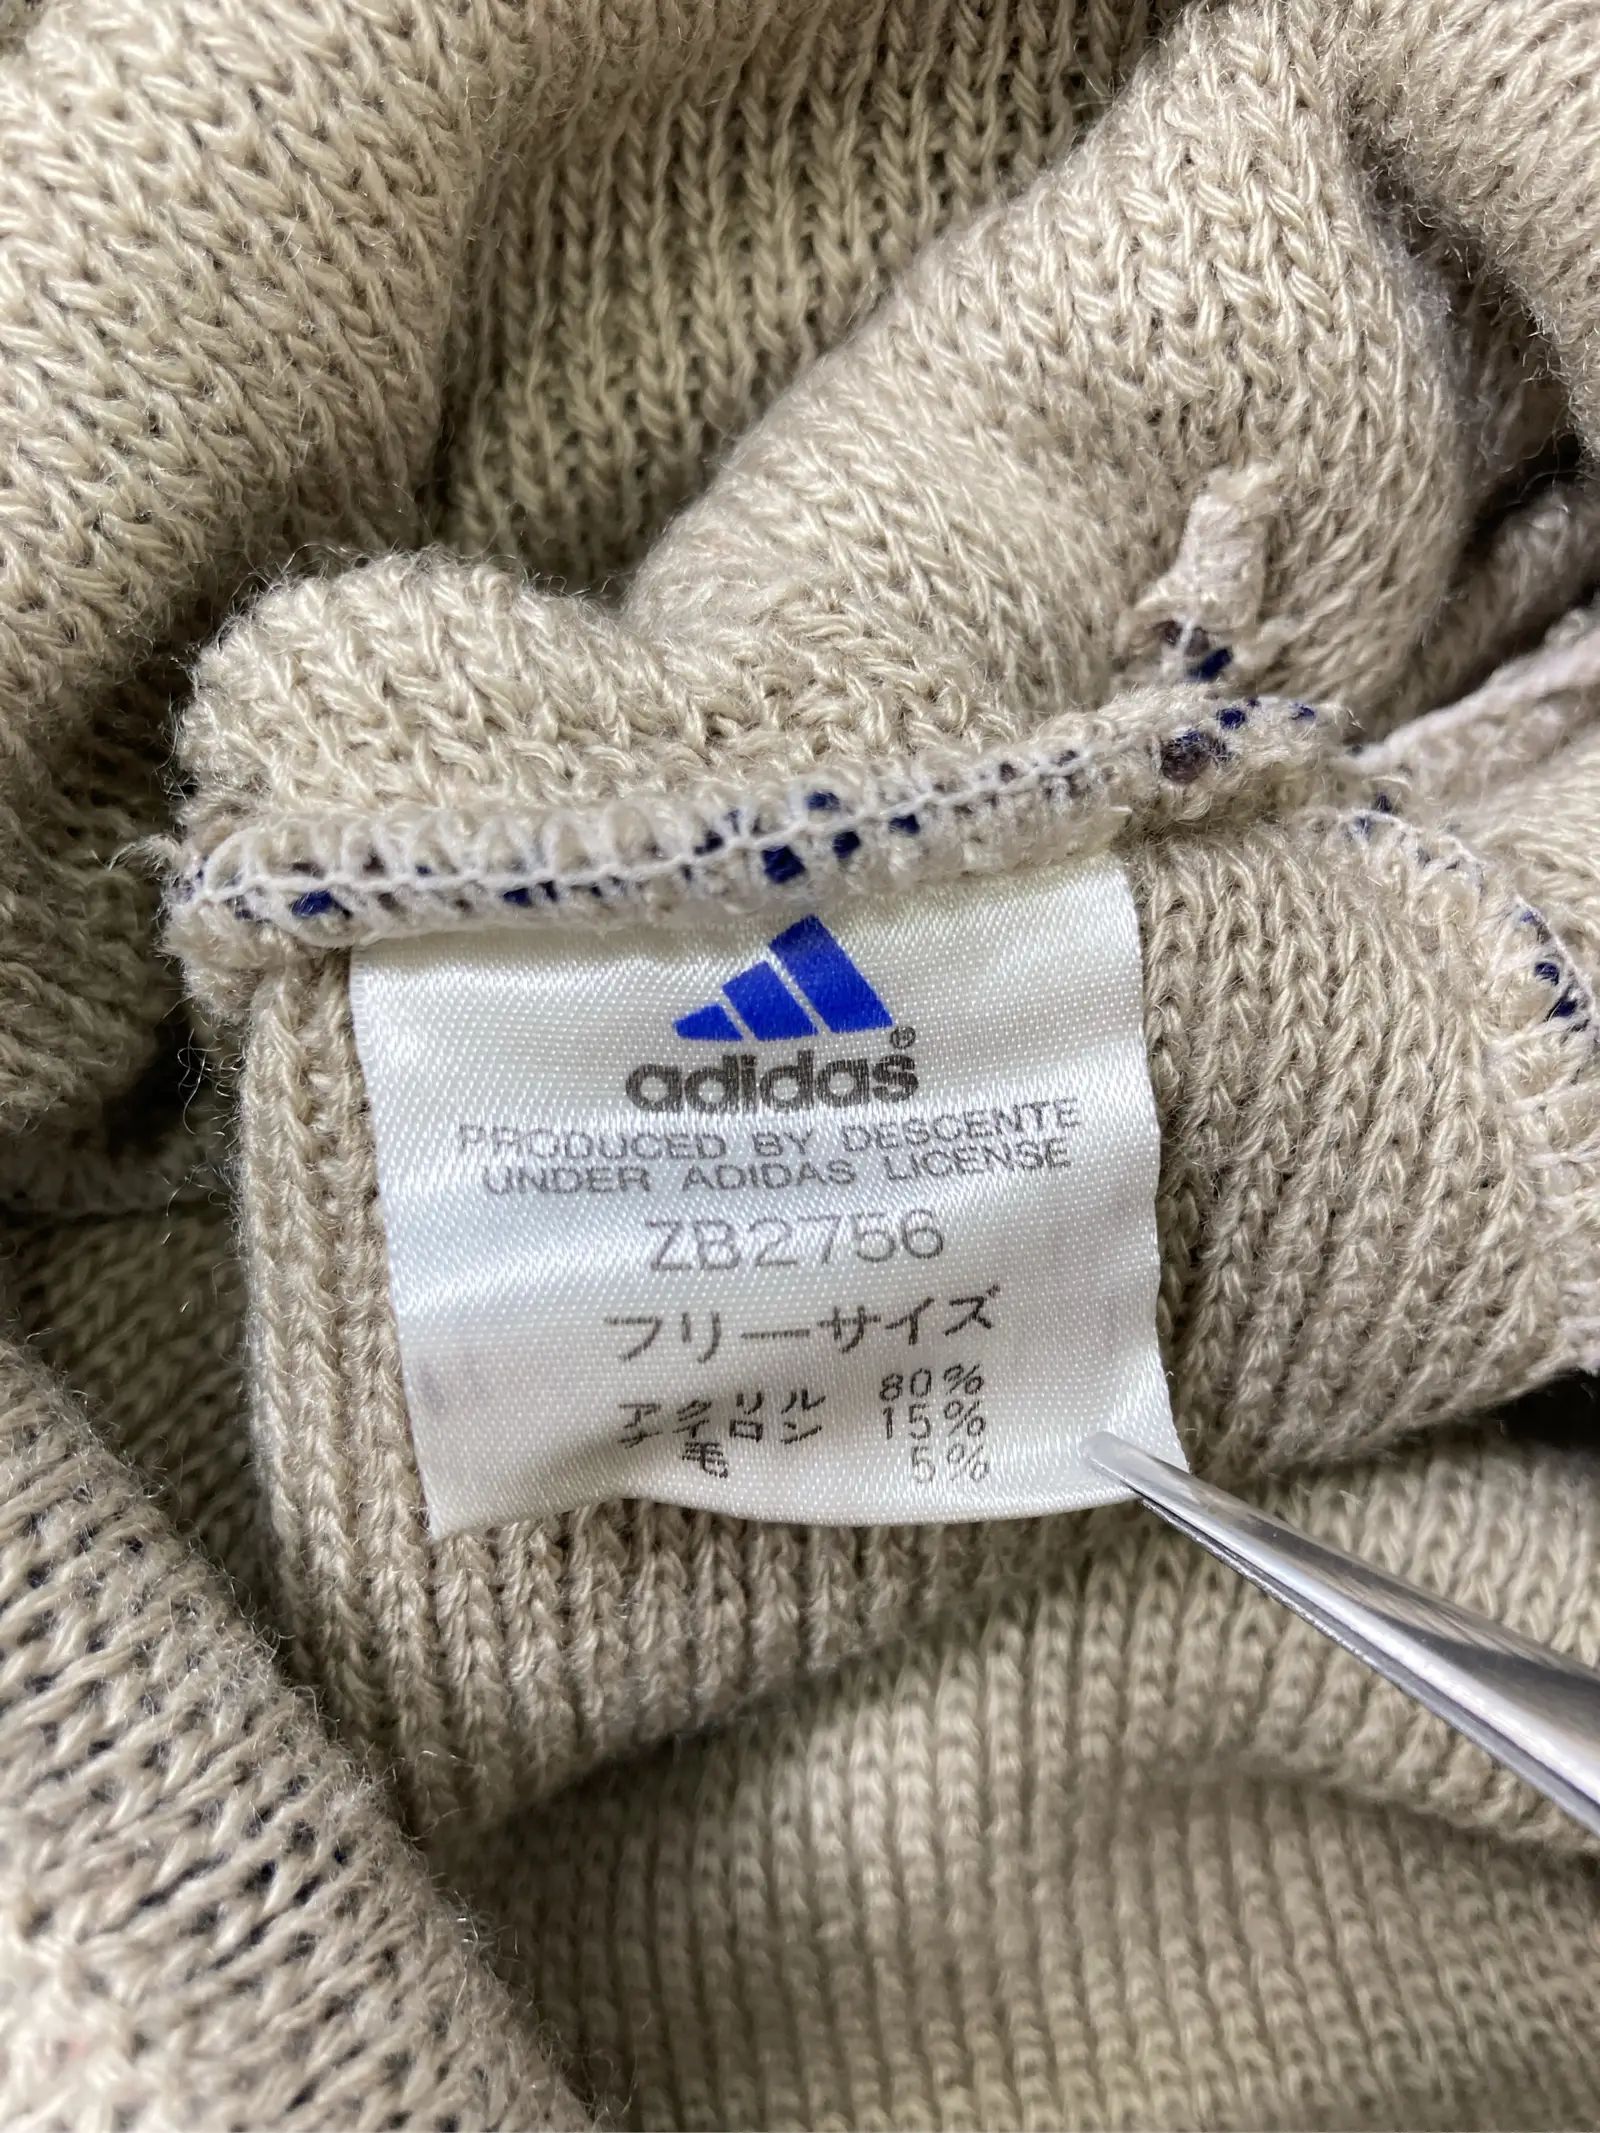 adidas®
PRODUCED BY DESCENTE
UNDER ADIDAS LICENSE
ZB2756
フリーサイズ
アクリル 80%
ナイロン 15%
毛 5%